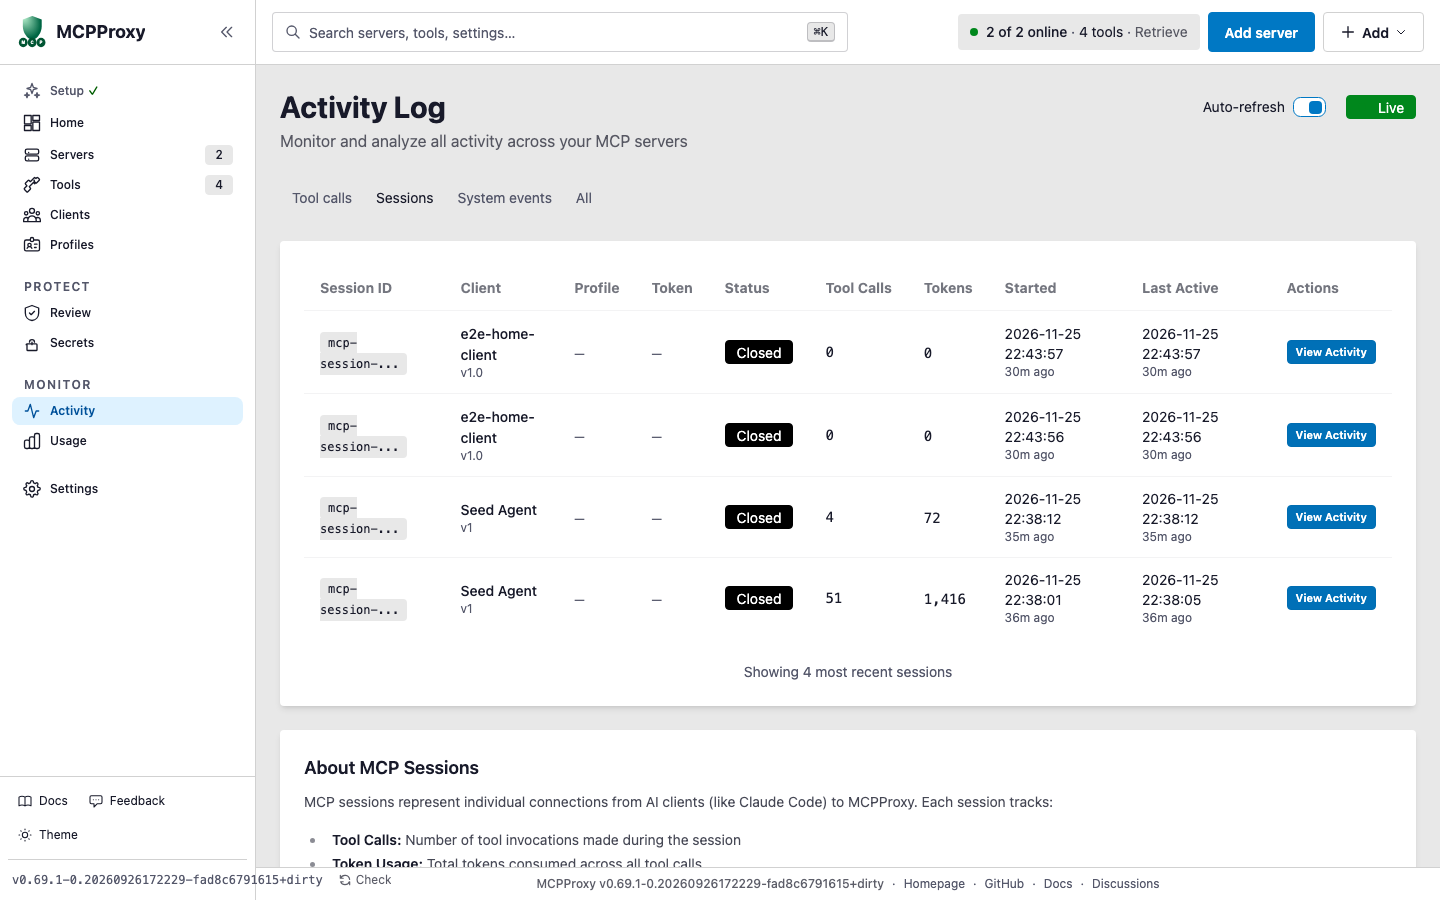 MCPProxy
Search servers, tools, settings...
⌘K
2 of 2 online · 4 tools · Retrieve
Add server
Add
Setup
Home
Servers 2
Tools 4
Clients
Profiles
PROTECT
Review
Secrets
MONITOR
Activity
Usage
Settings
Docs
Feedback
Theme
v0.69.1-0.20260926172229-fad8c6791615+dirty
Check
Activity Log
Monitor and analyze all activity across your MCP servers
Auto-refresh
Live
Tool calls Sessions System events All
Session ID Client Profile Token Status Tool Calls Tokens Started Last Active Actions
mcp-
session-...
e2e-home-
client
v1.0
—
—
Closed
0
0
2026-11-25
22:43:57
30m ago
2026-11-25
22:43:57
30m ago
View Activity
mcp-
session-...
e2e-home-
client
v1.0
—
—
Closed
0
0
2026-11-25
22:43:56
30m ago
2026-11-25
22:43:56
30m ago
View Activity
mcp-
session-...
Seed Agent
v1
—
—
Closed
4
72
2026-11-25
22:38:12
35m ago
2026-11-25
22:38:12
35m ago
View Activity
mcp-
session-...
Seed Agent
v1
—
—
Closed
51
1,416
2026-11-25
22:38:01
36m ago
2026-11-25
22:38:05
36m ago
View Activity
Showing 4 most recent sessions
About MCP Sessions
MCP sessions represent individual connections from AI clients (like Claude Code) to MCPProxy. Each session tracks:
• Tool Calls: Number of tool invocations made during the session
• Token Usage: Total tokens consumed across all tool calls
MCPProxy v0.69.1-0.20260926172229-fad8c6791615+dirty · Homepage · GitHub · Docs · Discussions